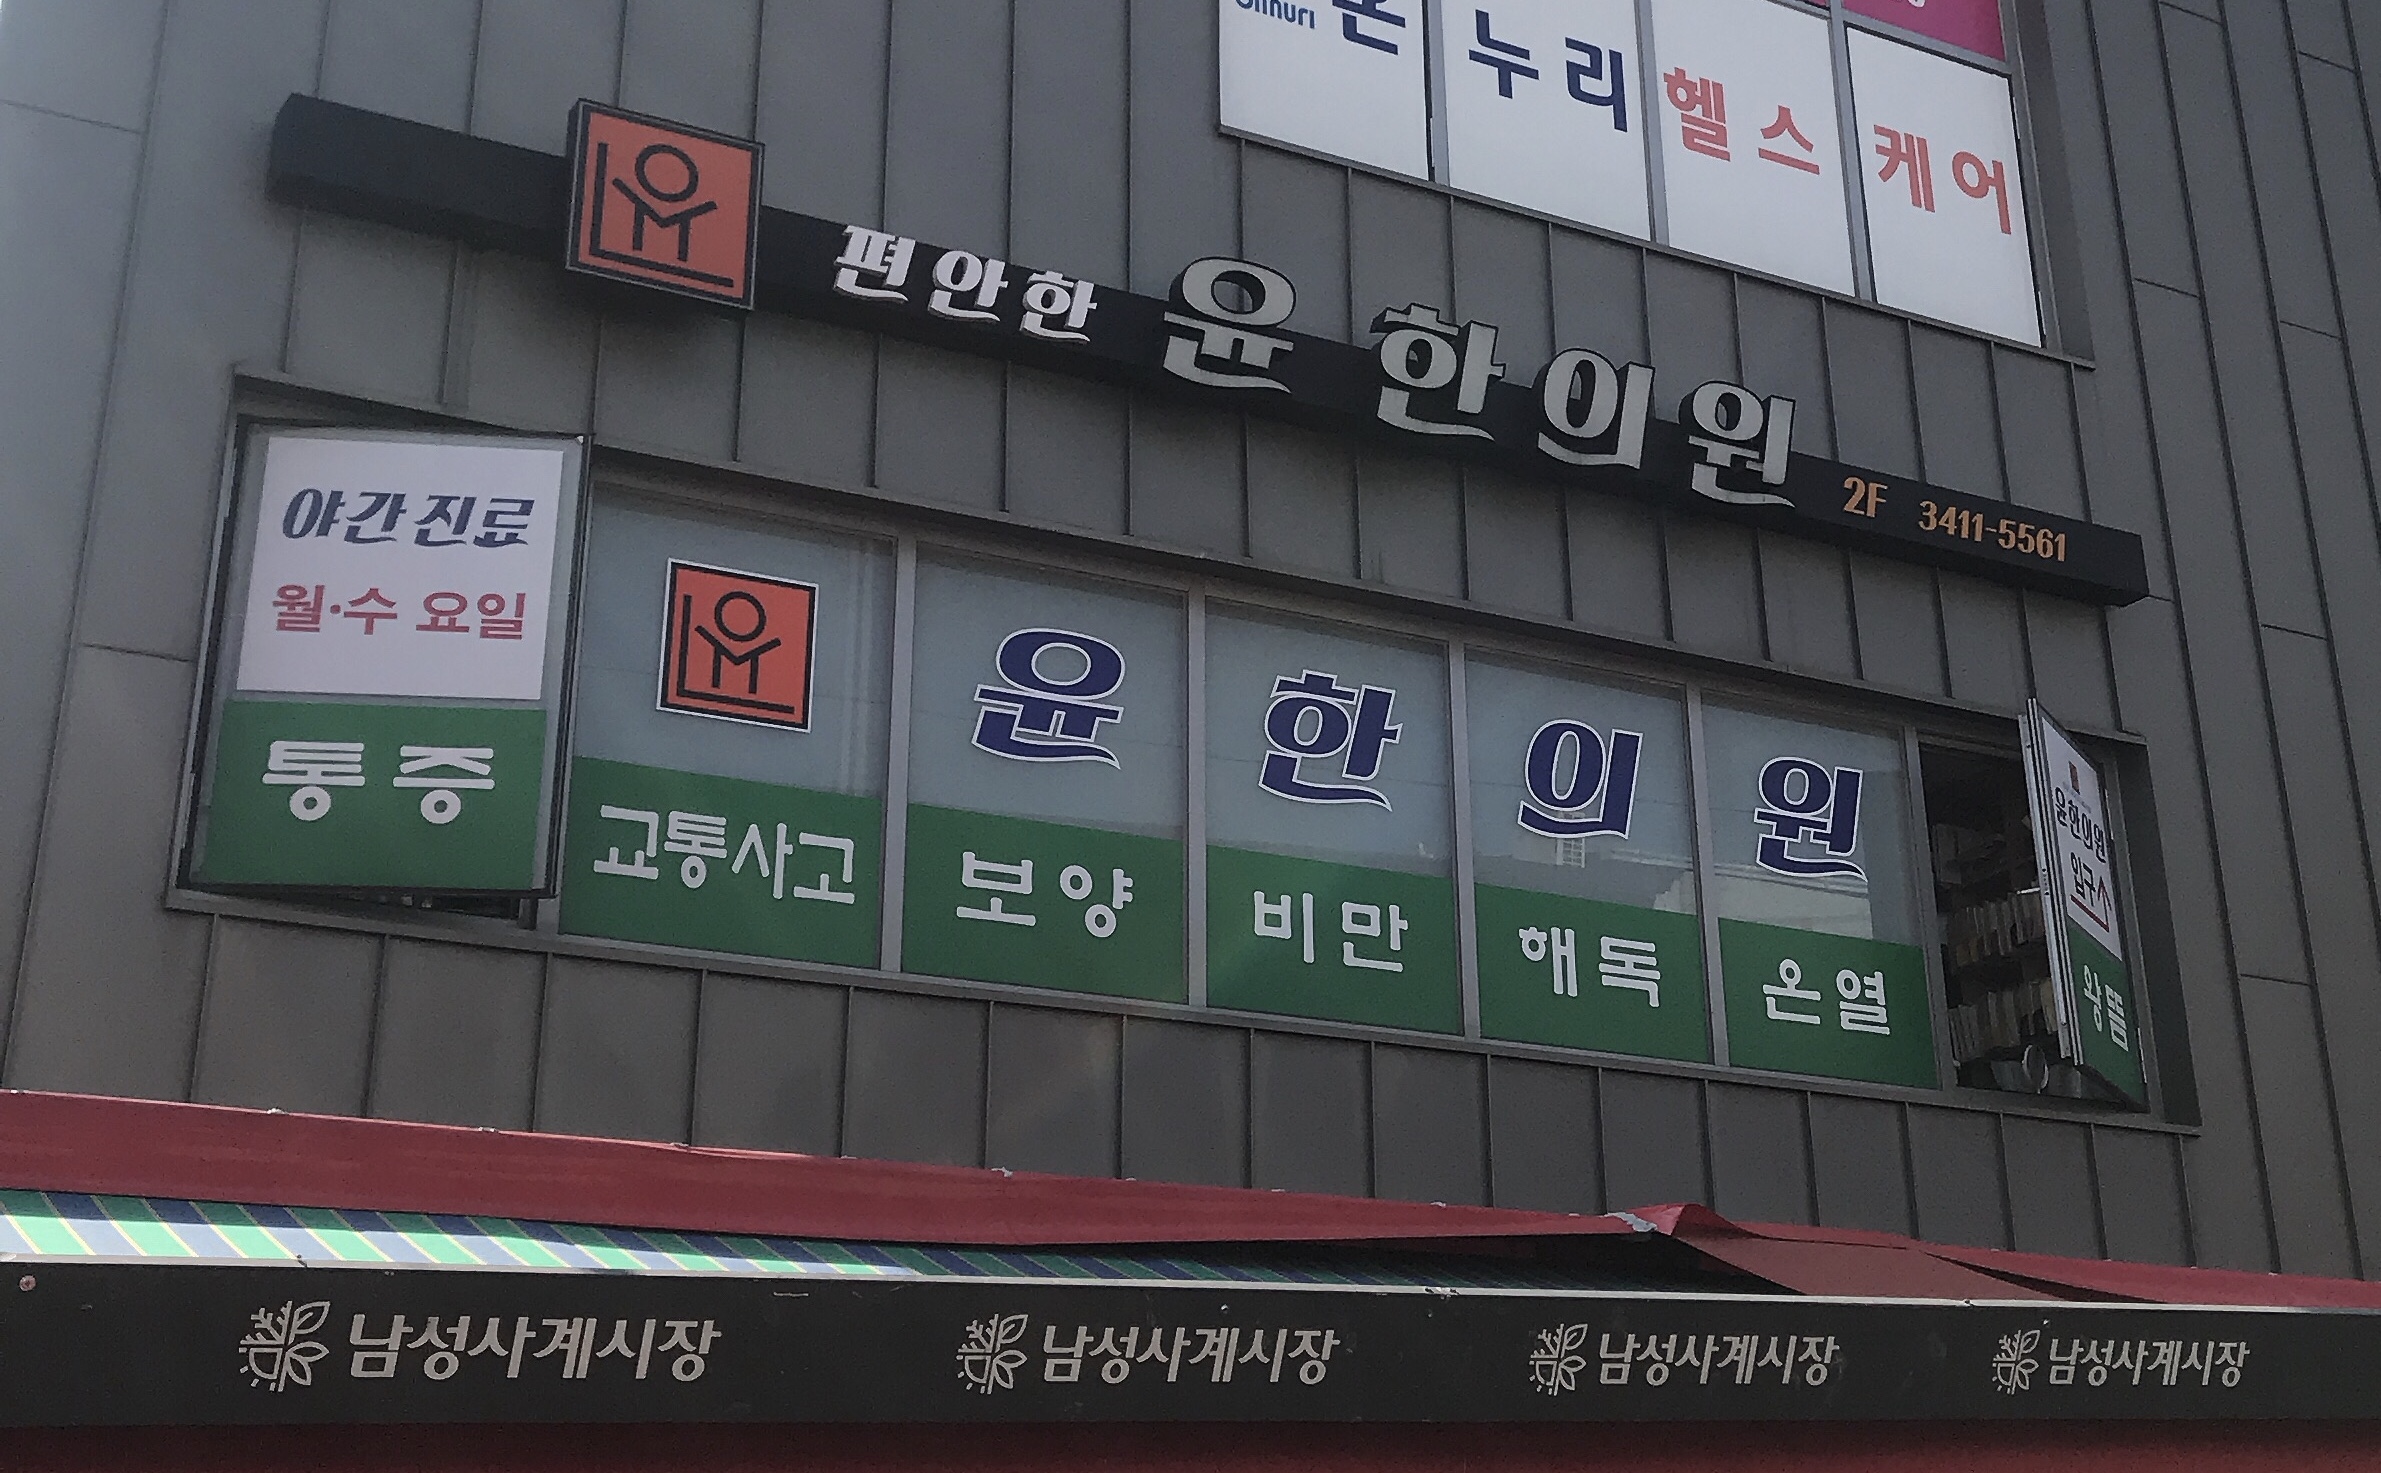 온누리 헬스케어
편안한 윤한의원 2F 3411-5561
야간진료
월·수 요일
통증
윤한의원
교통사고 보양 비만 해독 온열
윤한의원
입구
왕뜸
남성사계시장 남성사계시장 남성사계시장 남성사계시장